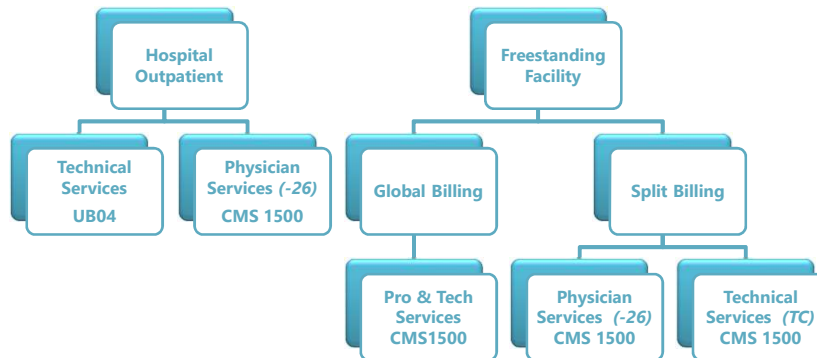 Hospital
Outpatient
Freestanding
Facility
Technical
Services
UB04
Physician
Services (-26)
CMS 1500
Global Billing
Split Billing
Pro & Tech
Services
CMS1500
Physician
Services (-26)
CMS 1500
Technical
Services (TC)
CMS 1500